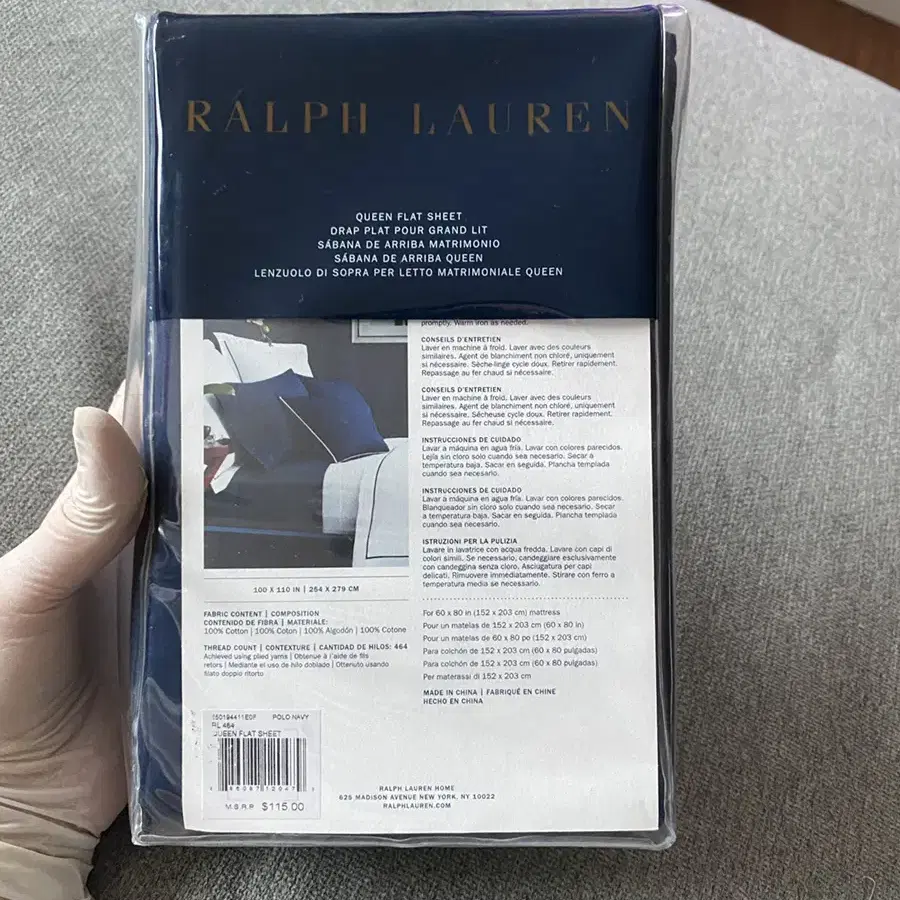 RALPH LAUREN
QUEEN FLAT SHEET
DRAP PLAT POUR GRAND LIT
SÁBANA DE ARRIBA MATRIMONIO
SÁBANA DE ARRIBA QUEEN
LENZUOLO DI SOPRA PER LETTO MATRIMONIALE QUEEN
promptly. Warm iron as needed.
CONSEILS D'ENTRETIEN
Laver en machine à froid. Laver avec des couleurs
similaires. Agent de blanchiment non chloré, uniquement
si nécessaire. Sèche-linge cycle doux. Retirer rapidement.
Repassage au fer chaud si nécessaire.
CONSEILS D'ENTRETIEN
Laver en machine à froid. Laver avec des couleurs
similaires. Agent de blanchiment non chloré, uniquement
si nécessaire. Sécheuse cycle doux. Retirer rapidement.
Repassage au fer chaud si nécessaire.
INSTRUCCIONES DE CUIDADO
Lavar a máquina en agua fría. Lavar con colores parecidos.
Lejía sin cloro solo cuando sea necesario. Secar a
temperatura baja. Sacar en seguida. Plancha templada
cuando sea necesario.
INSTRUCCIONES DE CUIDADO
Lavar a máquina en agua fría. Lavar con colores parecidos.
Blanqueador sin cloro solo cuando sea necesario. Secar
a temperatura baja. Sacar en seguida. Plancha templada
cuando sea necesario.
ISTRUZIONI PER LA PULIZIA
Lavare in lavatrice con acqua fredda. Lavare con capi di
colori simili. Se necessario, candeggiare esclusivamente
con candeggina senza cloro. Asciugatura per capi
delicati. Rimuovere immediatamente. Stirare con ferro a
temperatura media se necessario.
100 X 110 IN | 254 X 279 CM
FABRIC CONTENT | COMPOSITION
CONTENIDO DE FIBRA | MATERIALE:
100% Cotton | 100% Coton | 100% Algodón | 100% Cotone
THREAD COUNT | CONTEXTURE | CANTIDAD DE HILOS: 464
Achieved using plied yarns | Obtenue à l'aide de fils
retors | Mediante el uso de hilo doblado | Ottenuto usando
filato doppio ritorto
For 60 x 80 in (152 x 203 cm) mattress
Pour un matelas de 152 x 203 cm (60 x 80 in)
Pour un matelas de 60 x 80 po (152 x 203 cm)
Para colchón de 152 x 203 cm (60 x 80 pulgadas)
Para colchón de 152 x 203 cm (60 x 80 pulgadas)
Per materassi di 152 x 203 cm
MADE IN CHINA | FABRIQUÉ EN CHINE
HECHO EN CHINA
POLO NAVY
RL 464
QUEEN FLAT SHEET
M.S.R.P. $115.00
RALPH LAUREN HOME
625 MADISON AVENUE NEW YORK, NY 10022
RALPHLAUREN.COM